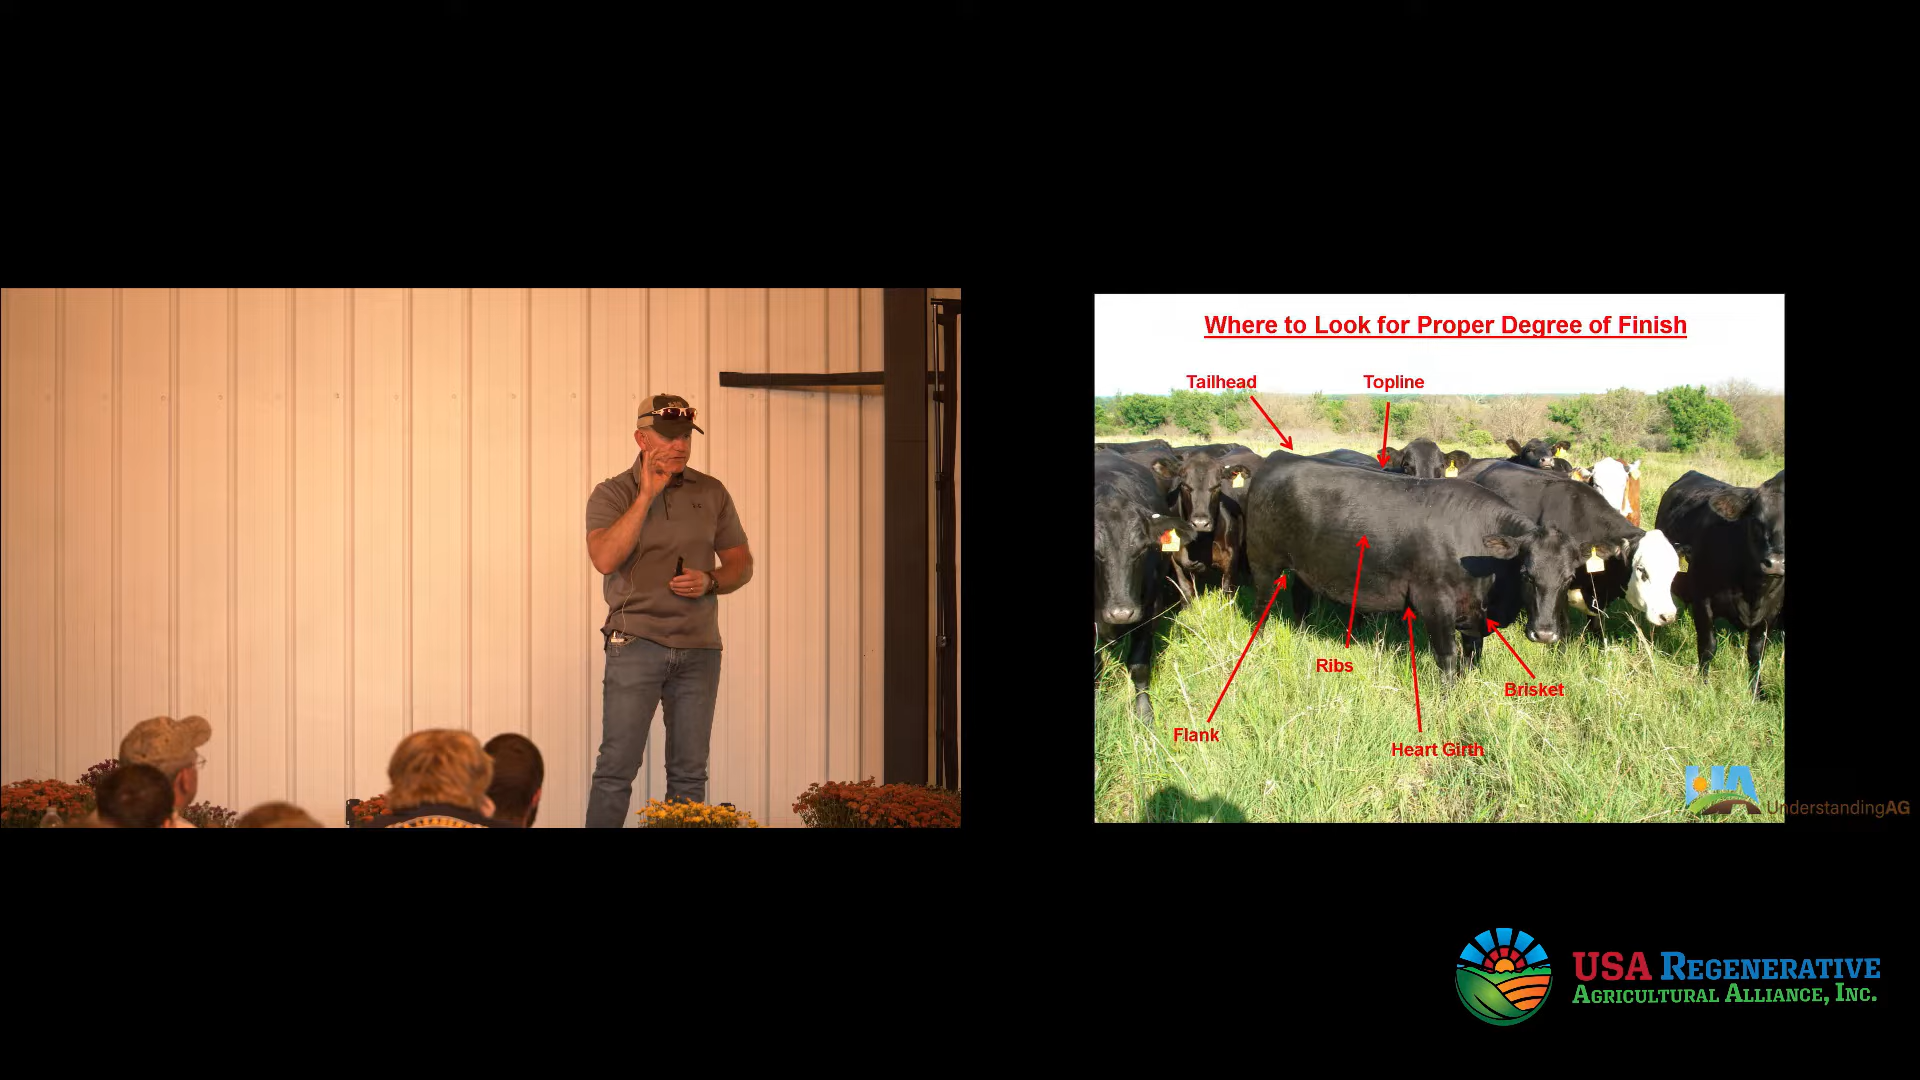 Where to Look for Proper Degree of Finish
Tailhead
Topline
Ribs
Brisket
Flank
Heart Girth
UnderstandingAG
USA REGENERATIVE
AGRICULTURAL ALLIANCE, INC.